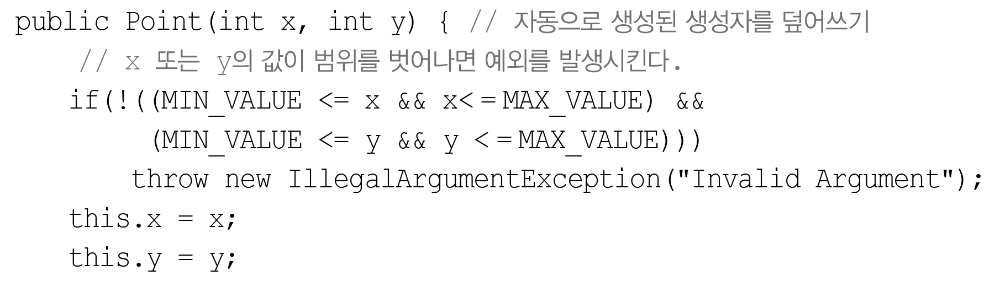 public Point(int x, int y) { // 자동으로 생성된 생성자를 덮어쓰기
// x 또는 y의 값이 범위를 벗어나면 예외를 발생시킨다.
if(!((MIN_VALUE <= x && x<=MAX_VALUE) &&
(MIN_VALUE <= y && y <=MAX_VALUE)))
throw new IllegalArgumentException("Invalid Argument");
this.x = x;
this.y = y;